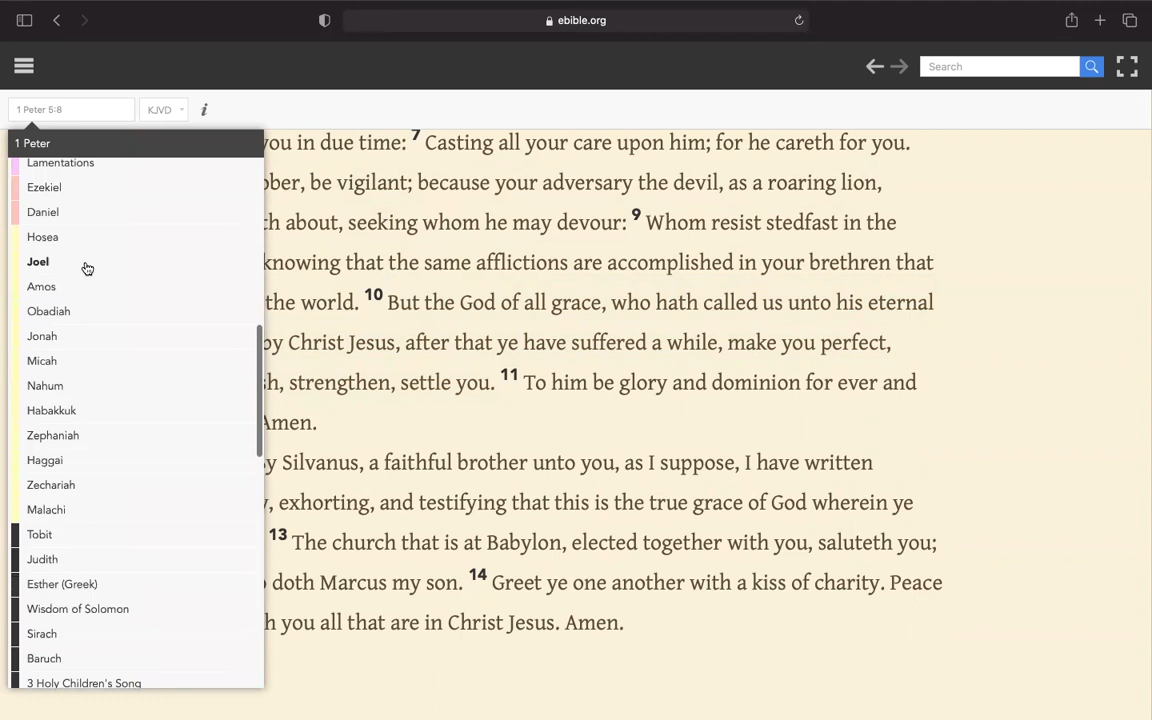 ebible.org
Search
1 Peter 5:8
KJVD
i
1 Peter
Lamentations
Ezekiel
Daniel
Hosea
Joel
Amos
Obadiah
Jonah
Micah
Nahum
Habakkuk
Zephaniah
Haggai
Zechariah
Malachi
Tobit
Judith
Esther (Greek)
Wisdom of Solomon
Sirach
Baruch
3 Holy Children's Song
you in due time: 7 Casting all your care upon him; for he careth for you.
ber, be vigilant; because your adversary the devil, as a roaring lion,
th about, seeking whom he may devour: 9 Whom resist stedfast in the
knowing that the same afflictions are accomplished in your brethren that
the world. 10 But the God of all grace, who hath called us unto his eternal
by Christ Jesus, after that ye have suffered a while, make you perfect,
sh, strengthen, settle you. 11 To him be glory and dominion for ever and
Amen.
y Silvanus, a faithful brother unto you, as I suppose, I have written
, exhorting, and testifying that this is the true grace of God wherein ye
13 The church that is at Babylon, elected together with you, saluteth you;
doth Marcus my son. 14 Greet ye one another with a kiss of charity. Peace
h you all that are in Christ Jesus. Amen.